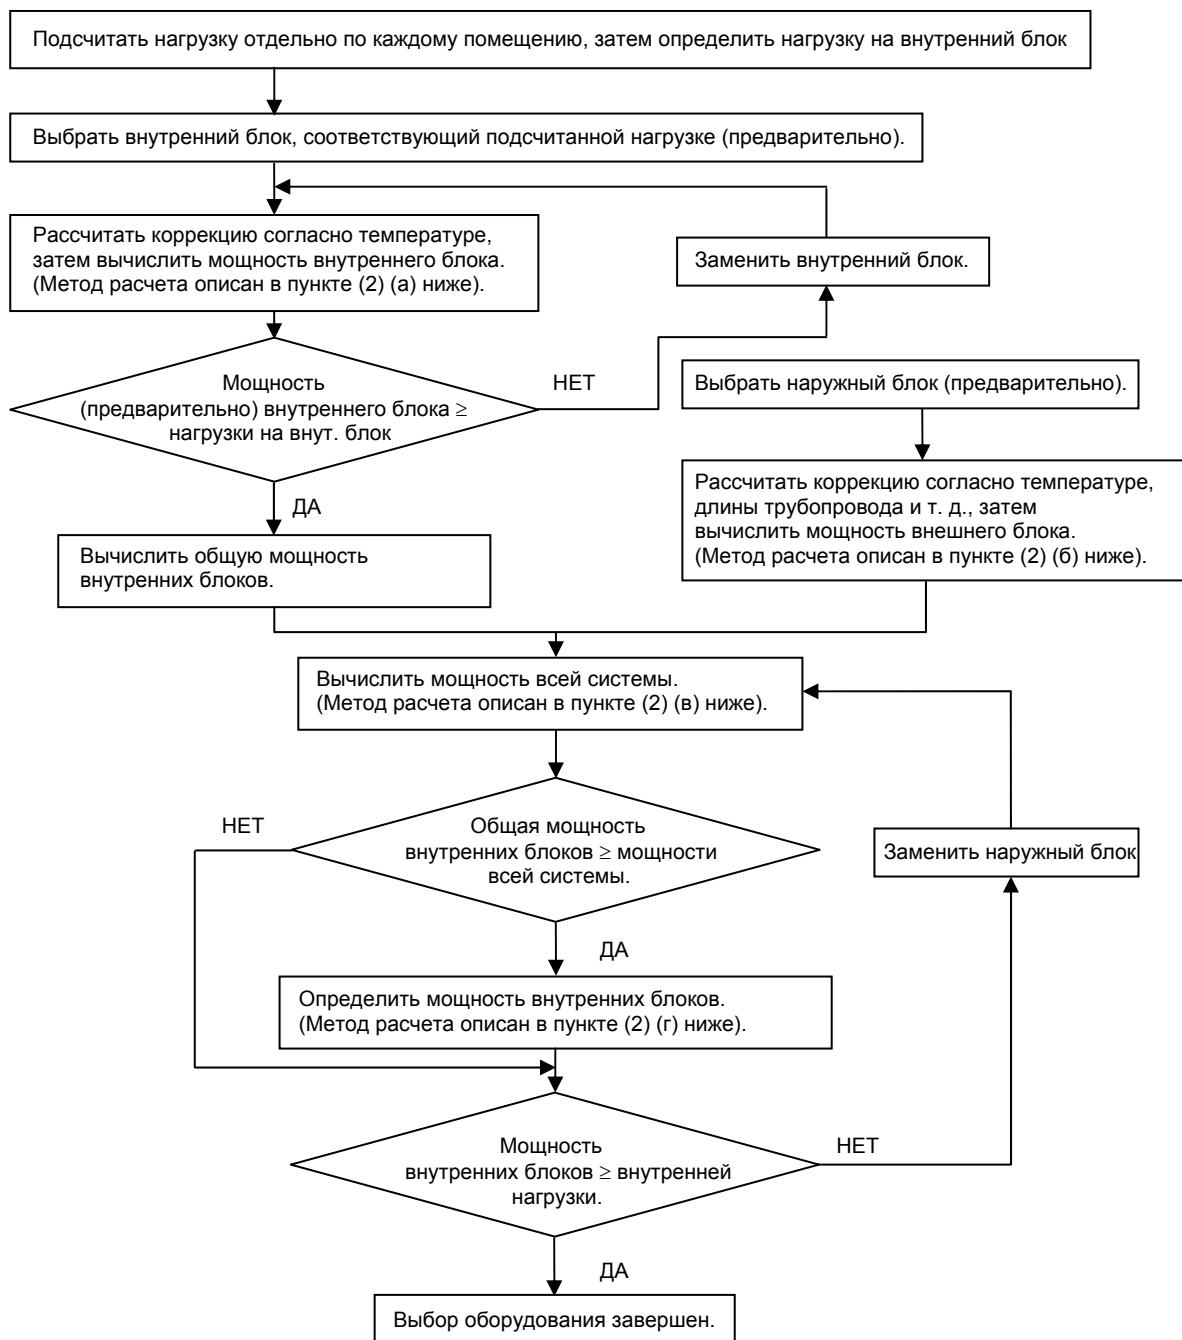 Подсчитать нагрузку отдельно по каждому помещению, затем определить нагрузку на внутренний блок
Выбрать внутренний блок, соответствующий подсчитанной нагрузке (предварительно).
Рассчитать коррекцию согласно температуре,
затем вычислить мощность внутреннего блока.
(Метод расчета описан в пункте (2) (а) ниже).
Заменить внутренний блок.
Мощность
(предварительно) внутреннего блока ≥
нагрузки на внут. блок
НЕТ
Выбрать наружный блок (предварительно).
ДА
Рассчитать коррекцию согласно температуре,
длины трубопровода и т. д., затем
вычислить мощность внешнего блока.
(Метод расчета описан в пункте (2) (б) ниже).
Вычислить общую мощность
внутренних блоков.
Вычислить мощность всей системы.
(Метод расчета описан в пункте (2) (в) ниже).
НЕТ
Общая мощность
внутренних блоков ≥ мощности
всей системы.
Заменить наружный блок
ДА
Определить мощность внутренних блоков.
(Метод расчета описан в пункте (2) (г) ниже).
Мощность
внутренних блоков ≥ внутренней
нагрузки.
НЕТ
ДА
Выбор оборудования завершен.